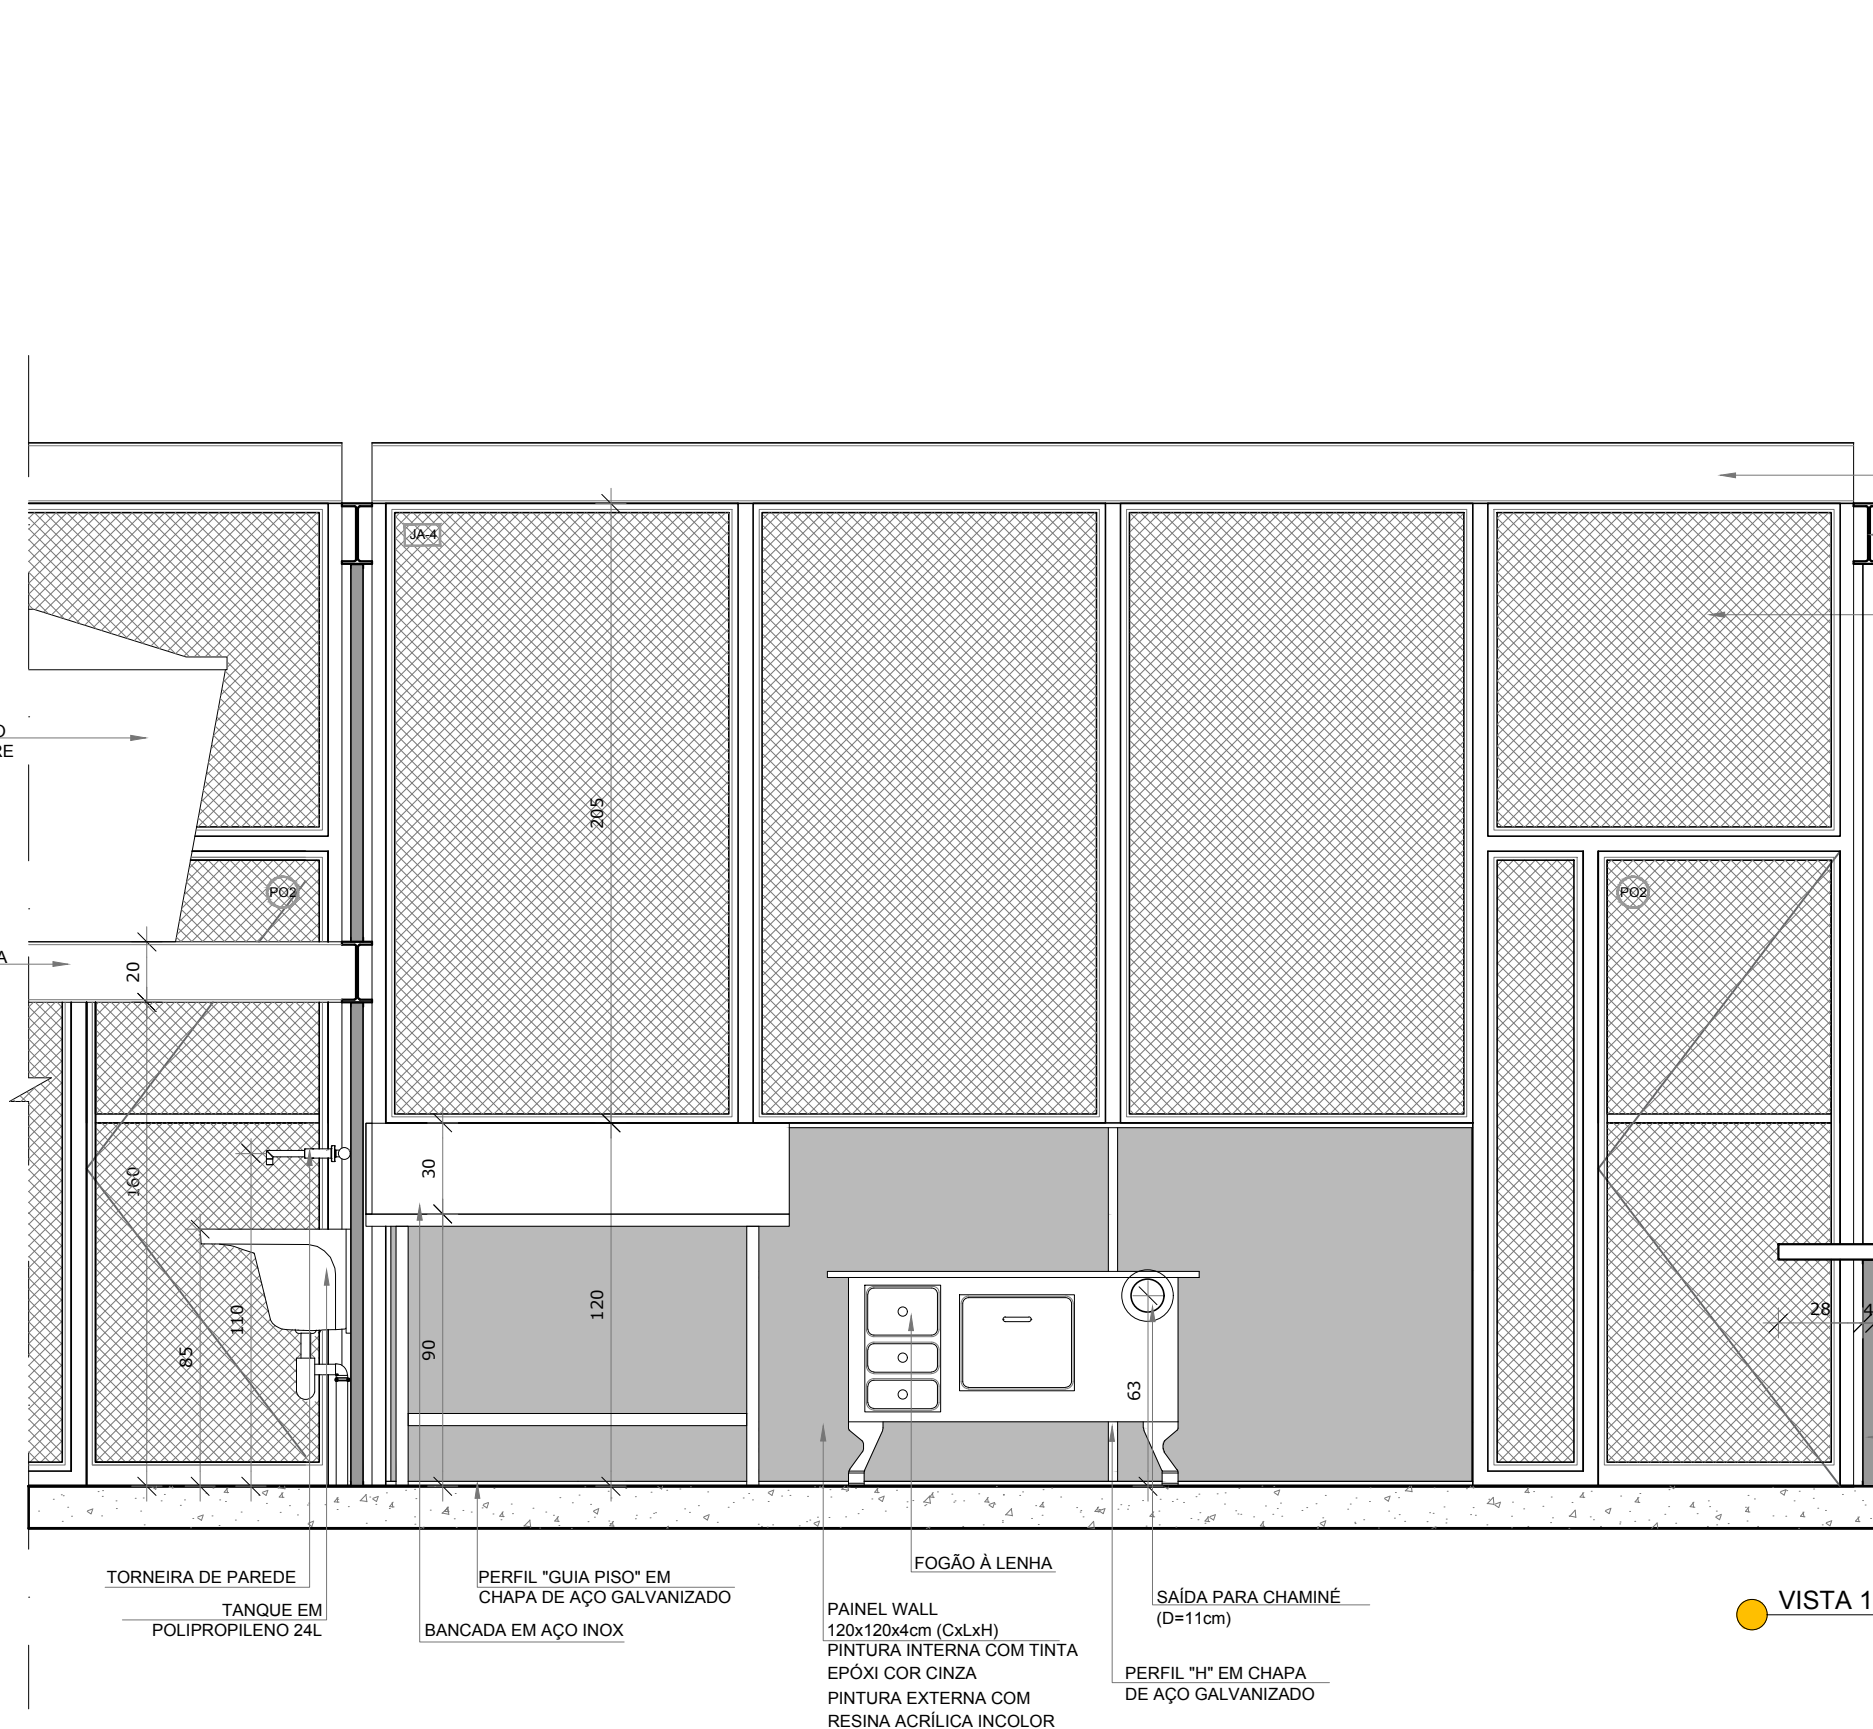 JA-4
O
RE
205
PO2
PO2
A
20
30
160
110
85
90
120
63
28
4
TORNEIRA DE PAREDE
TANQUE EM
POLIPROPILENO 24L
PERFIL "GUIA PISO" EM
CHAPA DE AÇO GALVANIZADO
BANCADA EM AÇO INOX
FOGÃO À LENHA
PAINEL WALL
120x120x4cm (CxLxH)
PINTURA INTERNA COM TINTA
EPÓXI COR CINZA
PINTURA EXTERNA COM
RESINA ACRÍLICA INCOLOR
SAÍDA PARA CHAMINÉ
(D=11cm)
PERFIL "H" EM CHAPA
DE AÇO GALVANIZADO
VISTA 1